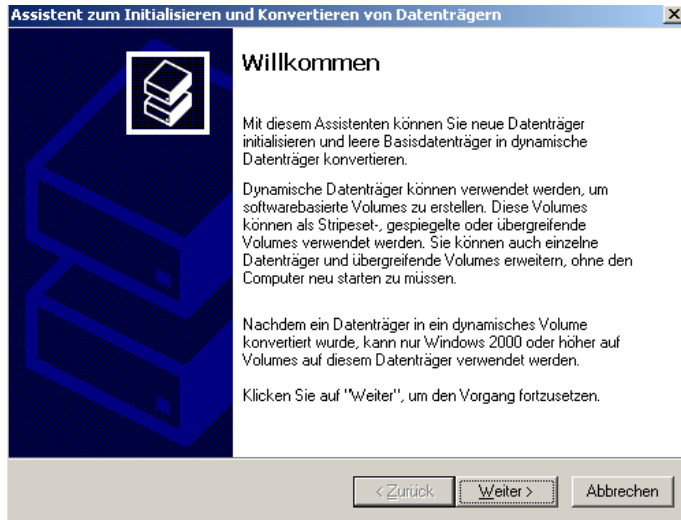 Assistent zum Initialisieren und Konvertieren von Datenträgern
Willkommen
Mit diesem Assistenten können Sie neue Datenträger
initialisieren und leere Basisdatenträger in dynamische
Datenträger konvertieren.
Dynamische Datenträger können verwendet werden, um
softwarebasierte Volumes zu erstellen. Diese Volumes
können als Stripeset-, gespiegelte oder übergreifende
Volumes verwendet werden. Sie können auch einzelne
Datenträger und übergreifende Volumes erweitern, ohne den
Computer neu starten zu müssen.
Nachdem ein Datenträger in ein dynamisches Volume
konvertiert wurde, kann nur Windows 2000 oder höher auf
Volumes auf diesem Datenträger verwendet werden.
Klicken Sie auf "Weiter", um den Vorgang fortzusetzen.
< Zurück Weiter > Abbrechen